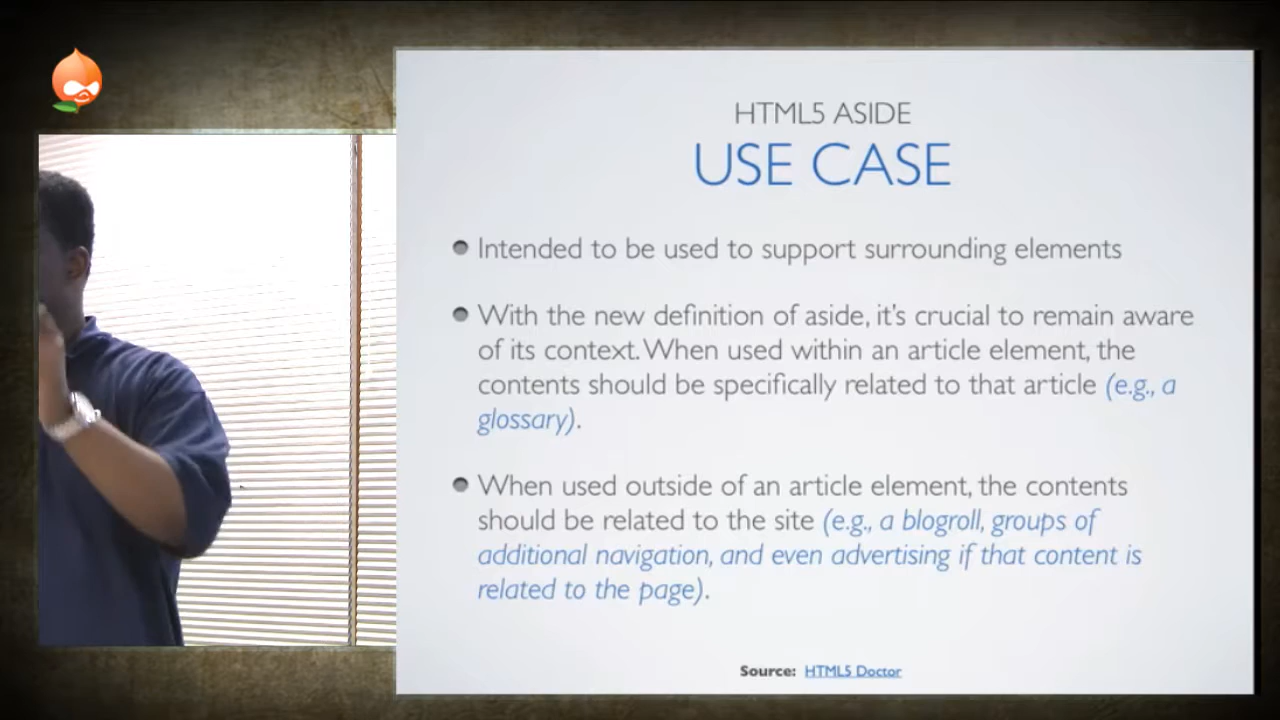 HTML5 ASIDE
USE CASE
Intended to be used to support surrounding elements
With the new definition of aside, it's crucial to remain aware
of its context. When used within an article element, the
contents should be specifically related to that article (e.g., a
glossary).
When used outside of an article element, the contents
should be related to the site (e.g., a blogroll, groups of
additional navigation, and even advertising if that content is
related to the page).
Source: HTML5 Doctor